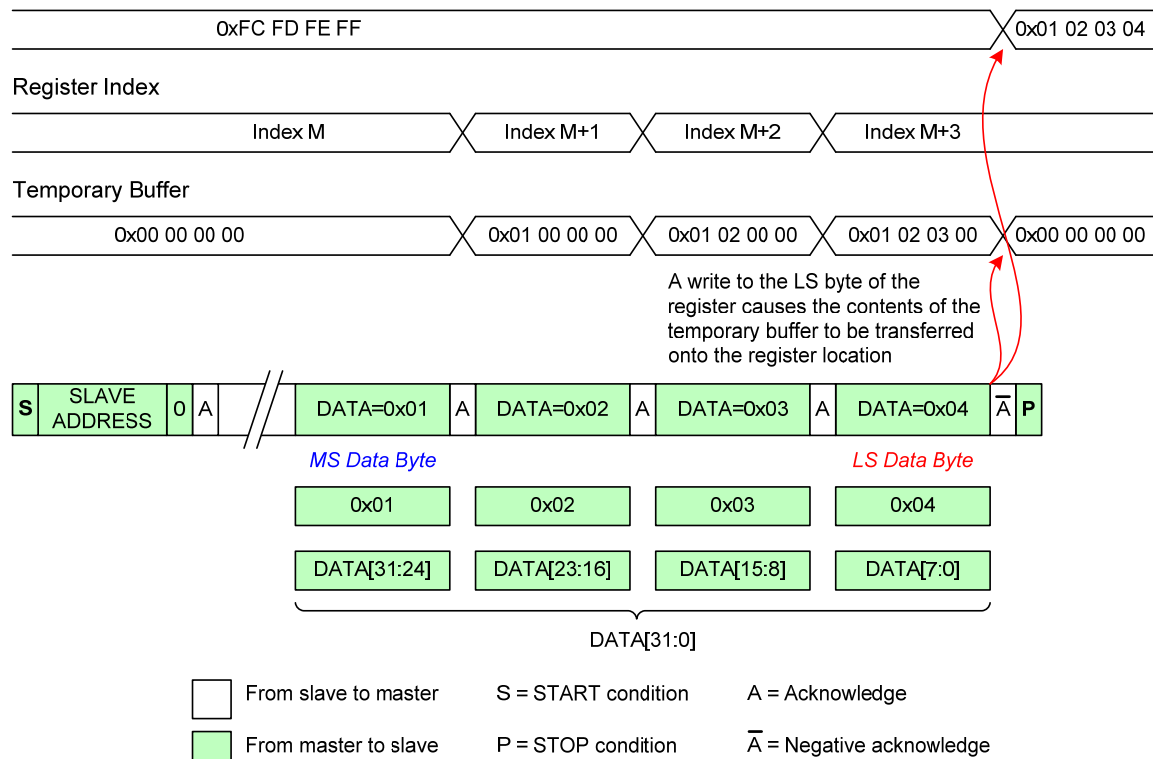 0xFC FD FE FF
0x01 02 03 04
Register Index
Index M
Index M+1
Index M+2
Index M+3
Temporary Buffer
0x00 00 00 00
0x01 00 00 00
0x01 02 00 00
0x01 02 03 00
0x00 00 00 00
A write to the LS byte of the
register causes the contents of the
temporary buffer to be transferred
onto the register location
S
SLAVE
ADDRESS
0
A
DATA=0x01
A
DATA=0x02
A
DATA=0x03
A
DATA=0x04
A̅
P
MS Data Byte
LS Data Byte
0x01
0x02
0x03
0x04
DATA[31:24]
DATA[23:16]
DATA[15:8]
DATA[7:0]
DATA[31:0]
From slave to master
S = START condition
A = Acknowledge
From master to slave
P = STOP condition
A̅ = Negative acknowledge